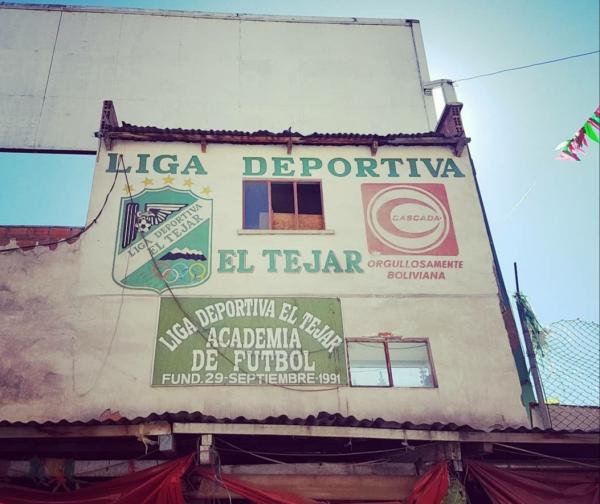 LIGA DEPORTIVA
LIGA DEPORTIVA
EL TEJAR
CASCADA
EL TEJAR
ORGULLOSAMENTE
BOLIVIANA
LIGA DEPORTIVA EL TEJAR
ACADEMIA
DE FUTBOL
FUND. 29-SEPTIEMBRE-1991